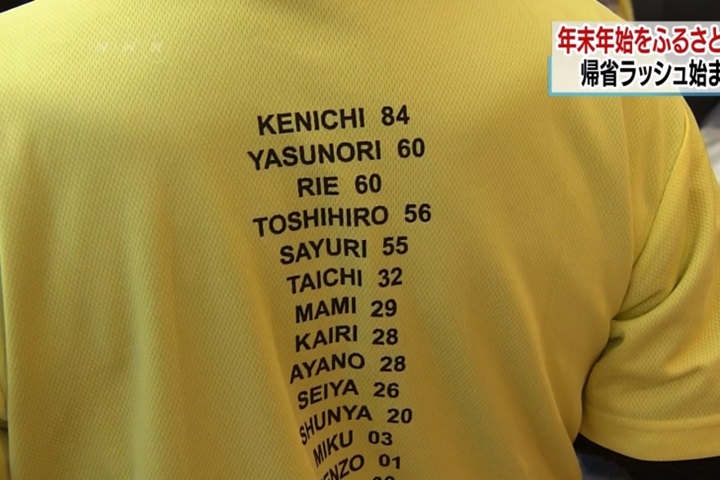 NHK
年末年始をふるさと
帰省ラッシュ始ま
KENICHI 84
YASUNORI 60
RIE 60
TOSHIHIRO 56
SAYURI 55
TAICHI 32
MAMI 29
KAIRI 28
AYANO 28
SEIYA 26
SHUNYA 20
MIKU 03
ENZO 01